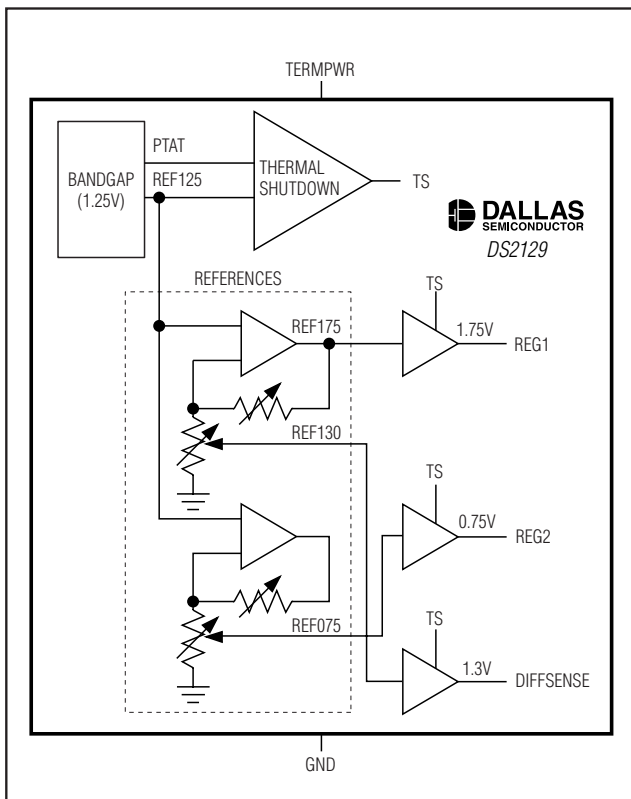 TERMPWR
BANDGAP
(1.25V)
PTAT
REF125
THERMAL
SHUTDOWN
TS
DALLAS
SEMICONDUCTOR
DS2129
REFERENCES
REF175
TS
1.75V
REG1
REF130
TS
0.75V
REG2
REF075
TS
1.3V
DIFFSENSE
GND